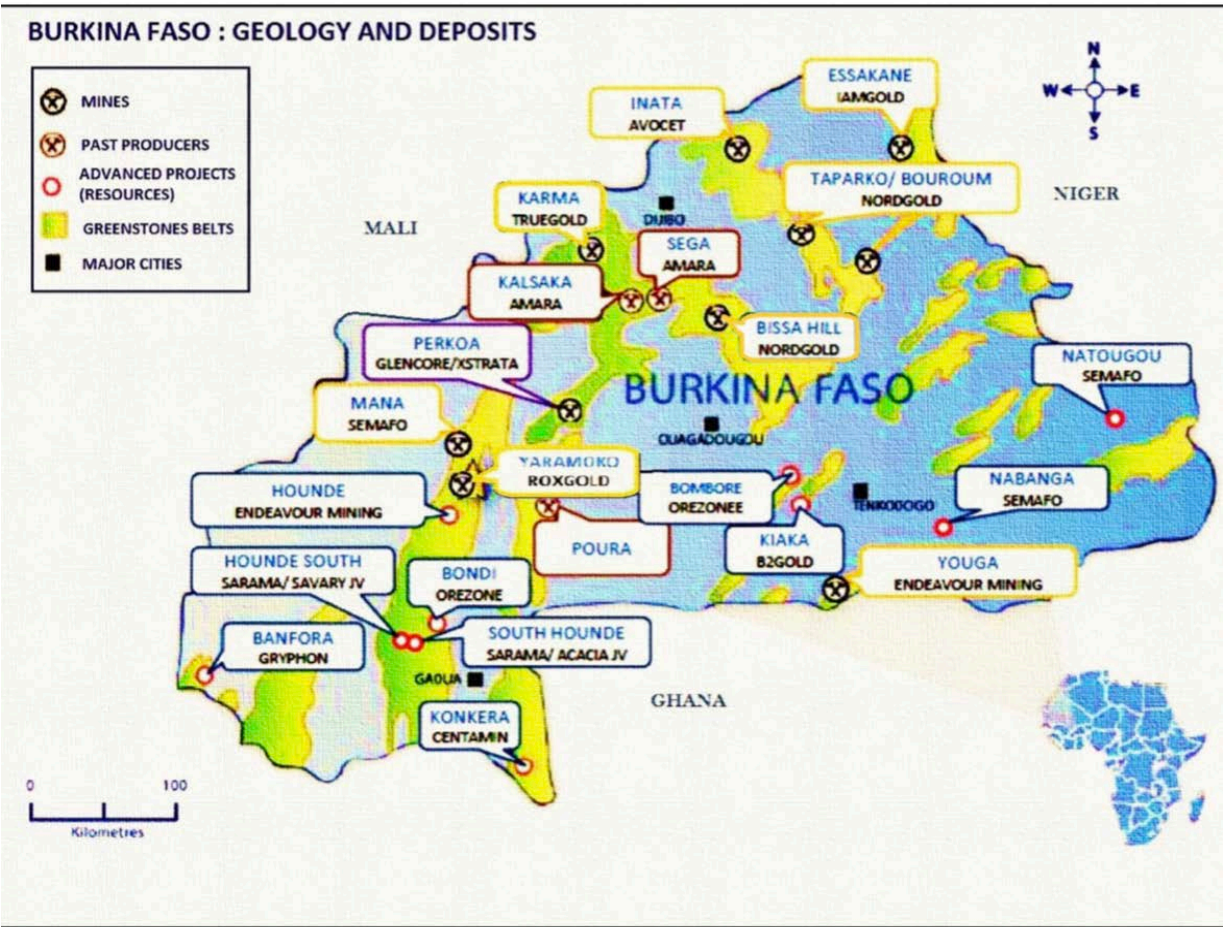 BURKINA FASO : GEOLOGY AND DEPOSITS
MINES
PAST PRODUCERS
ADVANCED PROJECTS
(RESOURCES)
GREENSTONES BELTS
MAJOR CITIES
N
W
E
S
ESSAKANE
IAMGOLD
INATA
AVOCET
TAPARKO/ BOUROUM
NORDGOLD
NIGER
MALI
KARMA
TRUEGOLD
DJIBO
SEGA
AMARA
KALSAKA
AMARA
BISSA HILL
NORDGOLD
PERKOA
GLENCORE/XSTRATA
NATOUGOU
SEMAFO
BURKINA FASO
MANA
SEMAFO
OUAGADOUGOU
YARAMOKO
ROXGOLD
HOUNDE
ENDEAVOUR MINING
BOMBORE
OREZONEE
TENKODOGO
NABANGA
SEMAFO
POURA
KIAKA
B2GOLD
HOUNDE SOUTH
SARAMA/ SAVARY JV
BONDI
OREZONE
YOUGA
ENDEAVOUR MINING
BANFORA
GRYPHON
SOUTH HOUNDE
SARAMA/ ACACIA JV
GAOUA
GHANA
KONKERA
CENTAMIN
0
100
Kilometres